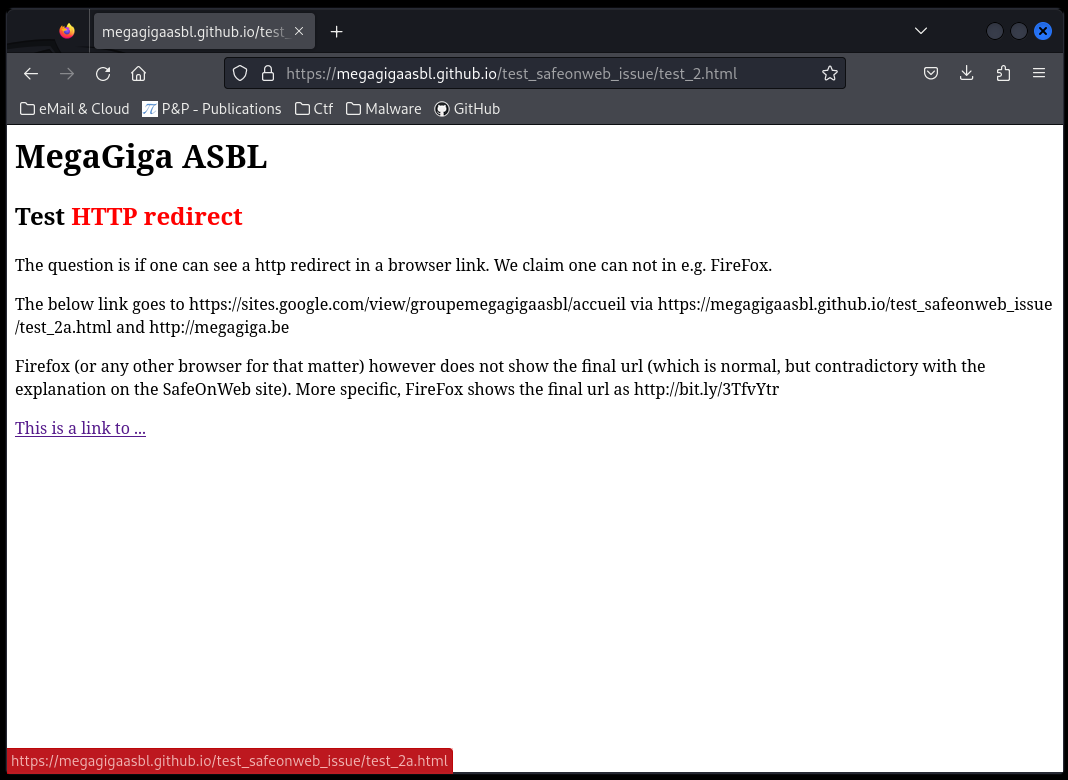 megagigaasbl.github.io/test_
https://megagigaasbl.github.io/test_safeonweb_issue/test_2.html
eMail & Cloud P&P - Publications Ctf Malware GitHub
MegaGiga ASBL
Test HTTP redirect
The question is if one can see a http redirect in a browser link. We claim one can not in e.g. FireFox.
The below link goes to https://sites.google.com/view/groupemegagigaasbl/accueil via https://megagigaasbl.github.io/test_safeonweb_issue
/test_2a.html and http://megagiga.be
Firefox (or any other browser for that matter) however does not show the final url (which is normal, but contradictory with the
explanation on the SafeOnWeb site). More specific, FireFox shows the final url as http://bit.ly/3TfvYtr
This is a link to ...
https://megagigaasbl.github.io/test_safeonweb_issue/test_2a.html